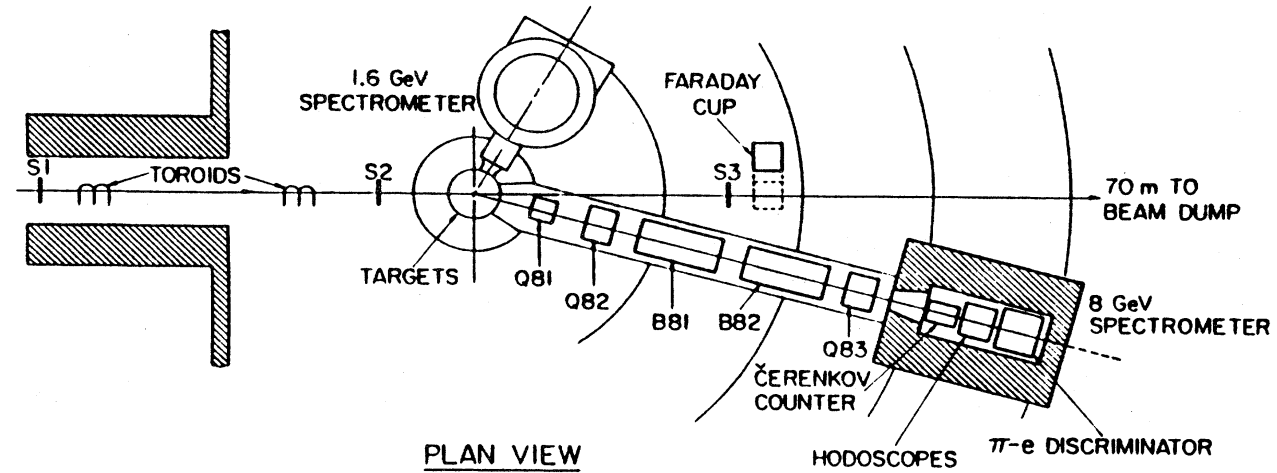 1.6 GeV
SPECTROMETER
FARADAY
CUP
S1
TOROIDS
S2
S3
70 m TO
BEAM DUMP
TARGETS
Q81
Q82
B81
B82
Q83
8 GeV
SPECTROMETER
ČERENKOV
COUNTER
HODOSCOPES
π-e DISCRIMINATOR
PLAN VIEW